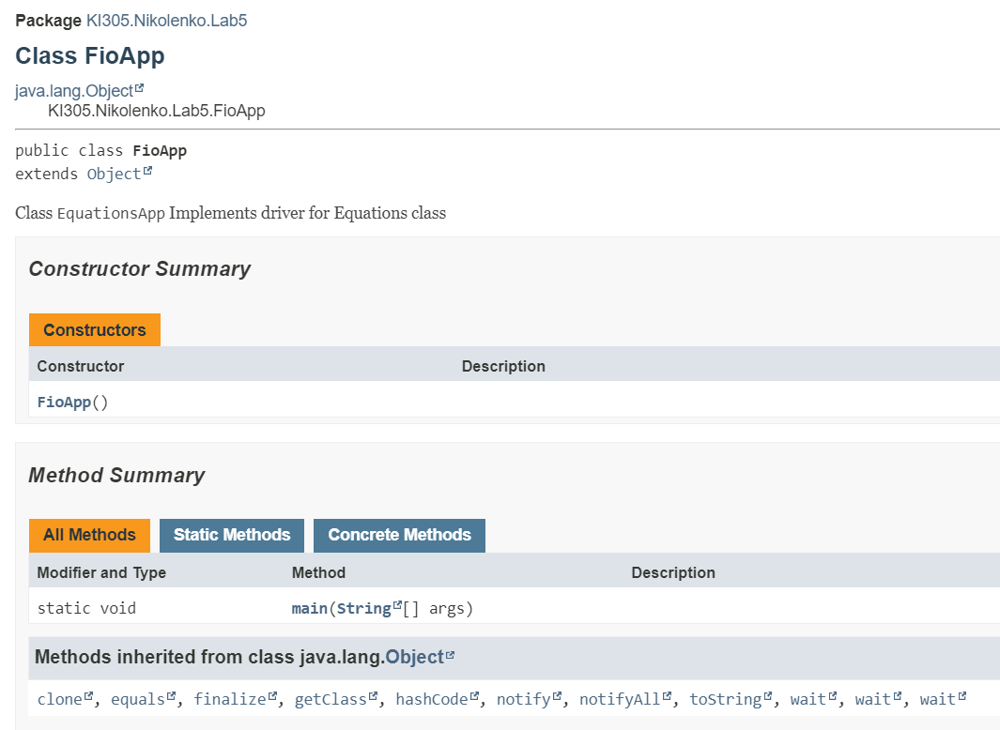 Package KI305.Nikolenko.Lab5
Class FioApp
java.lang.Object
KI305.Nikolenko.Lab5.FioApp
public class FioApp
extends Object
Class EquationsApp Implements driver for Equations class
Constructor Summary
Constructors
Constructor Description
FioApp()
Method Summary
All Methods Static Methods Concrete Methods
Modifier and Type Method Description
static void main(String[] args)
Methods inherited from class java.lang.Object
clone, equals, finalize, getClass, hashCode, notify, notifyAll, toString, wait, wait, wait